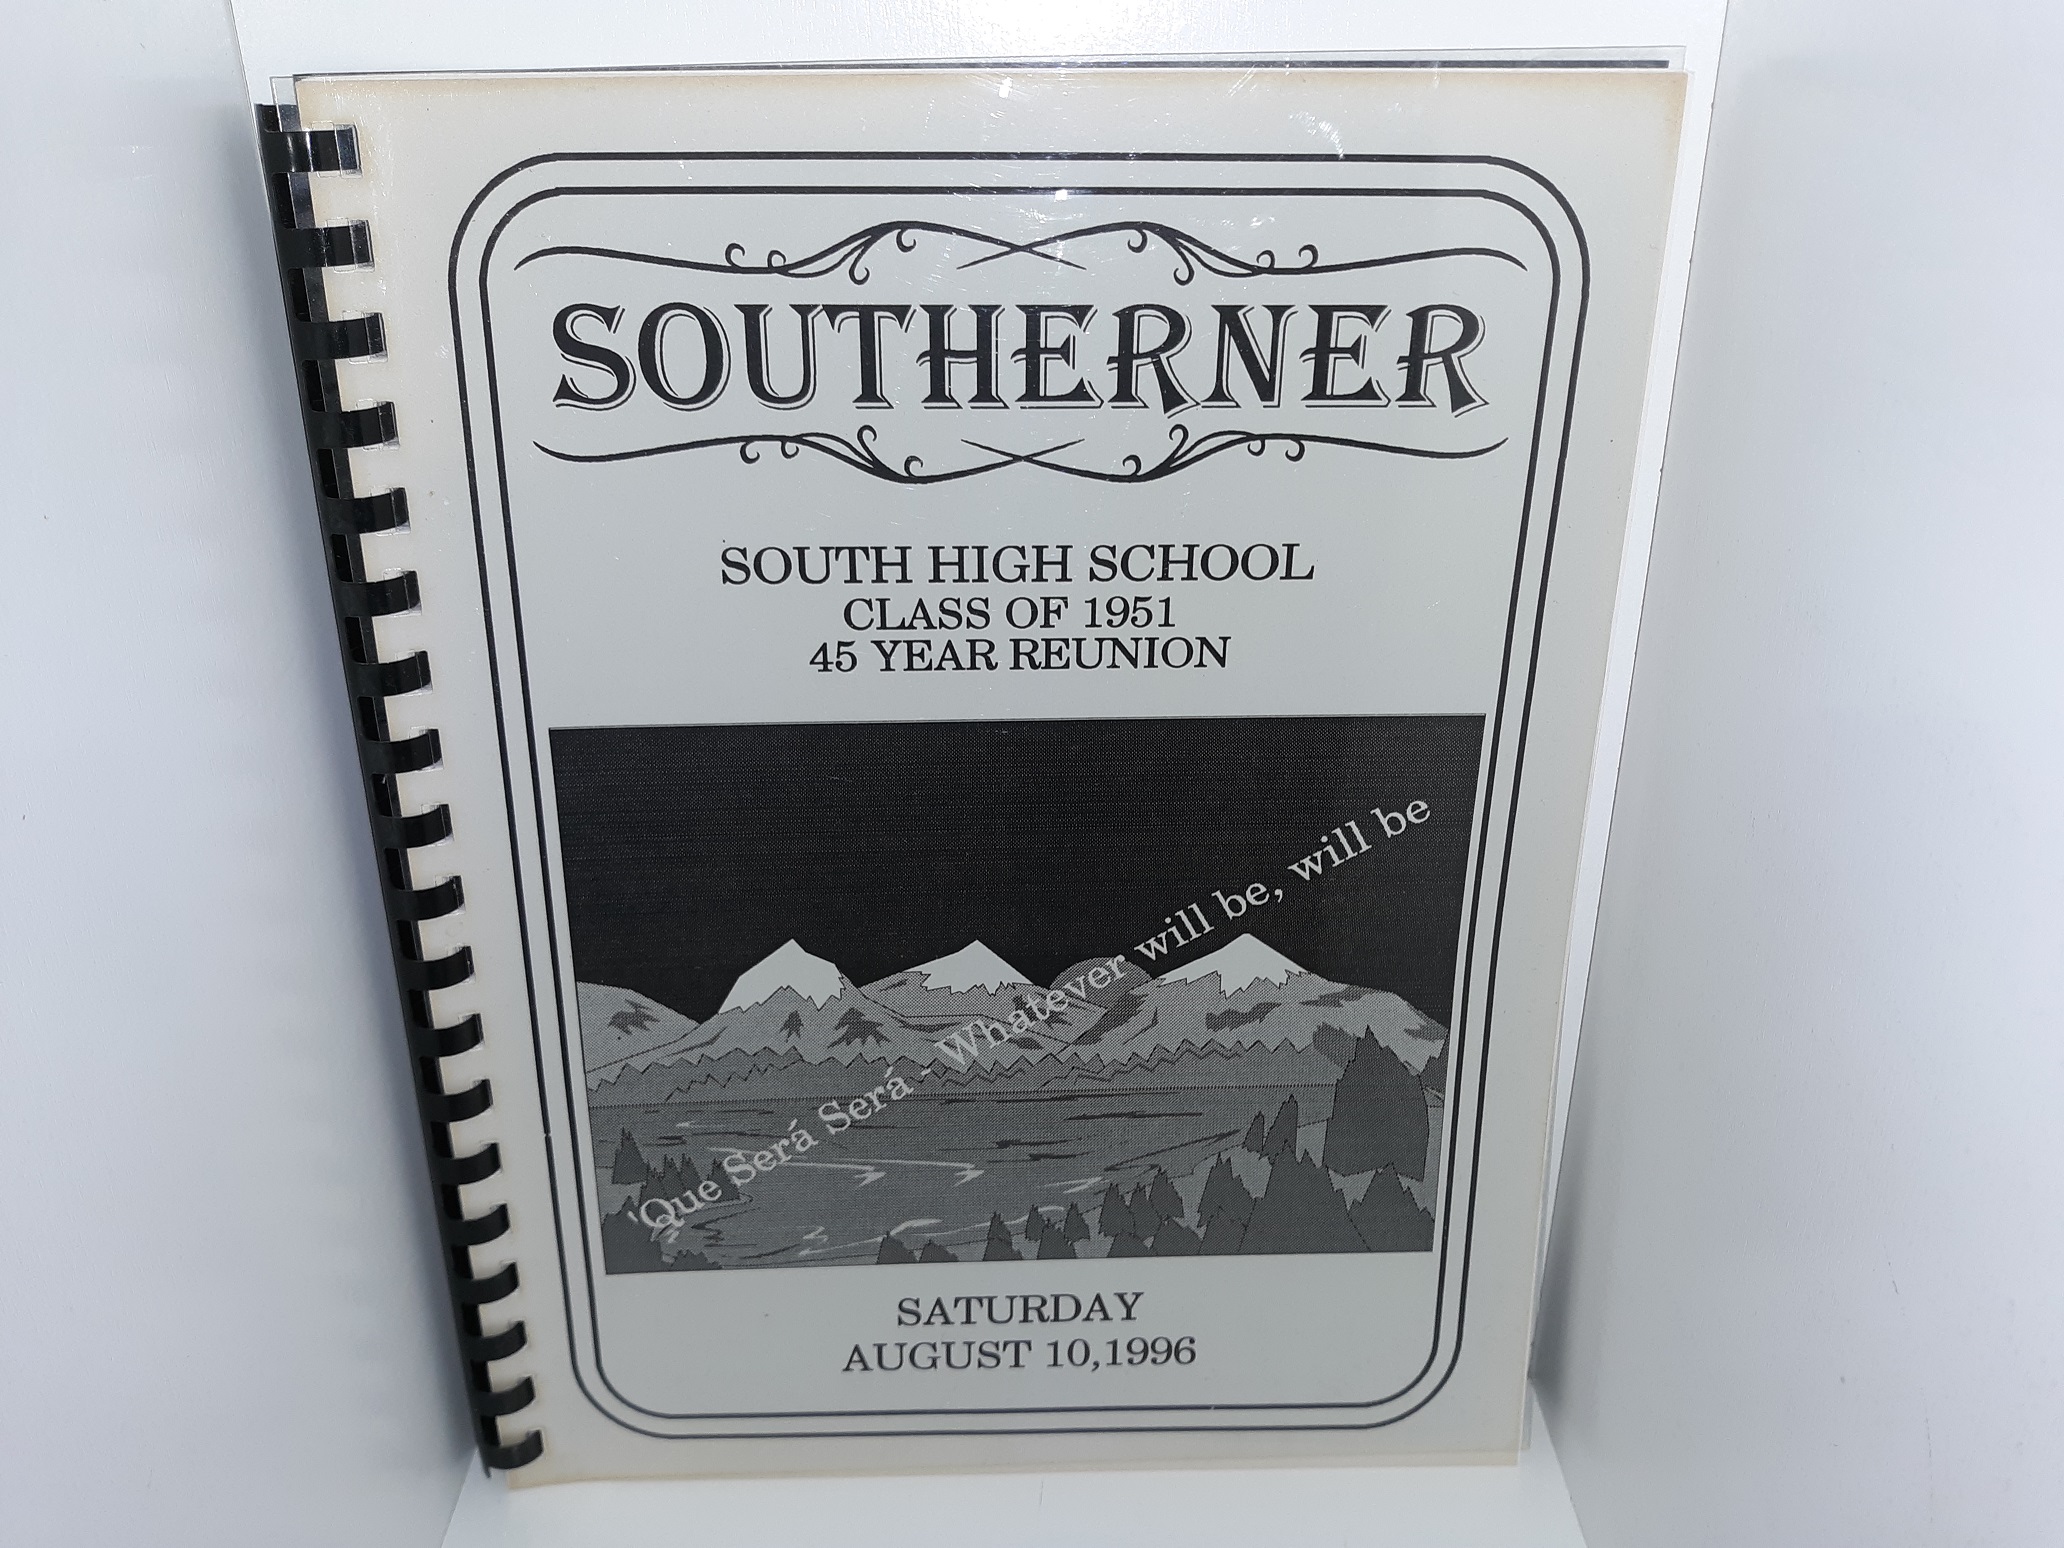 SOUTHERNER
SOUTH HIGH SCHOOL
CLASS OF 1951
45 YEAR REUNION
'Que Será Será - Whatever will be, will be
SATURDAY
AUGUST 10,1996